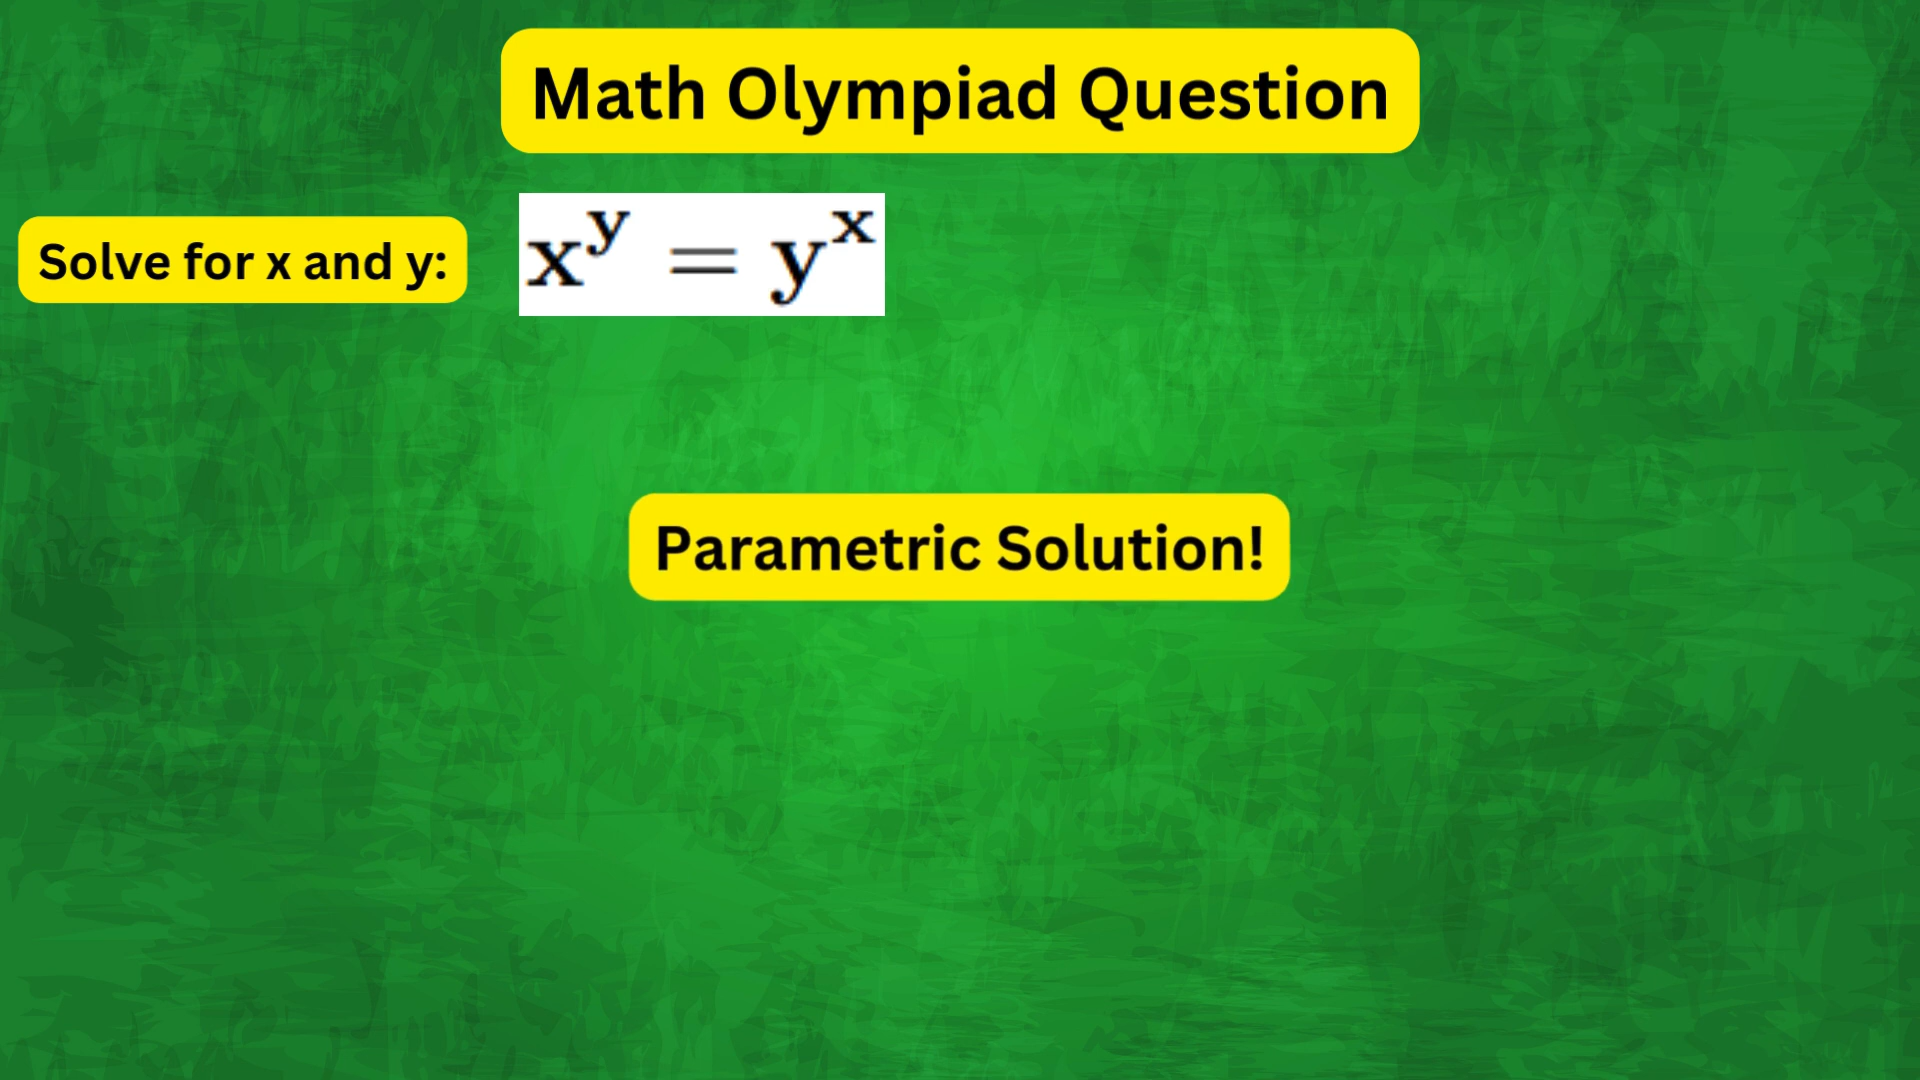 Math Olympiad Question
Solve for x and y:
x^y = y^x
Parametric Solution!